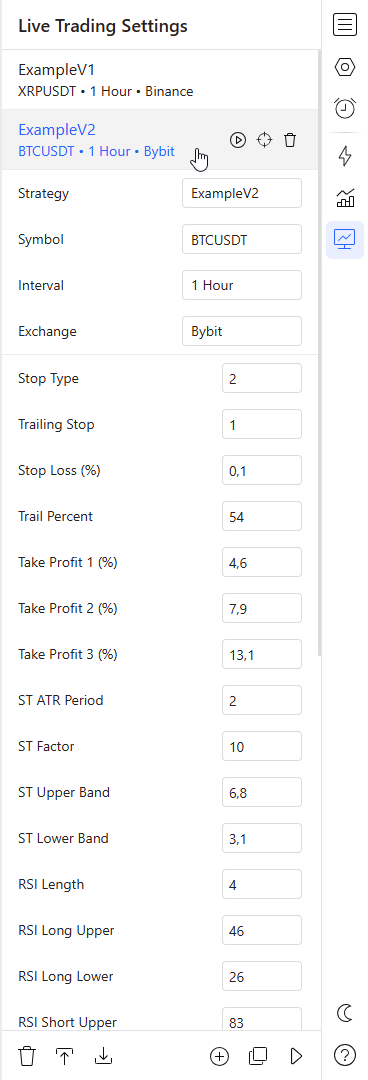 Live Trading Settings
ExampleV1
XRPUSDT • 1 Hour • Binance
ExampleV2
BTCUSDT • 1 Hour • Bybit
Strategy ExampleV2
Symbol BTCUSDT
Interval 1 Hour
Exchange Bybit
Stop Type 2
Trailing Stop 1
Stop Loss (%) 0,1
Trail Percent 54
Take Profit 1 (%) 4,6
Take Profit 2 (%) 7,9
Take Profit 3 (%) 13,1
ST ATR Period 2
ST Factor 10
ST Upper Band 6,8
ST Lower Band 3,1
RSI Length 4
RSI Long Upper 46
RSI Long Lower 26
RSI Short Upper 83